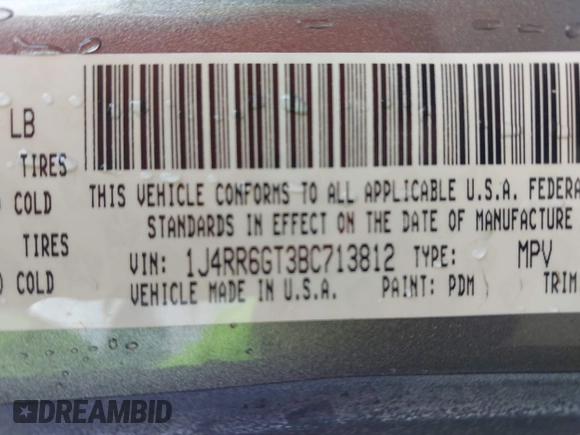 LB
TIRES
COLD
TIRES
COLD
THIS VEHICLE CONFORMS TO ALL APPLICABLE U.S.A. FEDERA
STANDARDS IN EFFECT ON THE DATE OF MANUFACTURE
VIN: 1J4RR6GT3BC713812 TYPE: MPV
VEHICLE MADE IN U.S.A. PAINT: PDM TRIM
DREAMBID